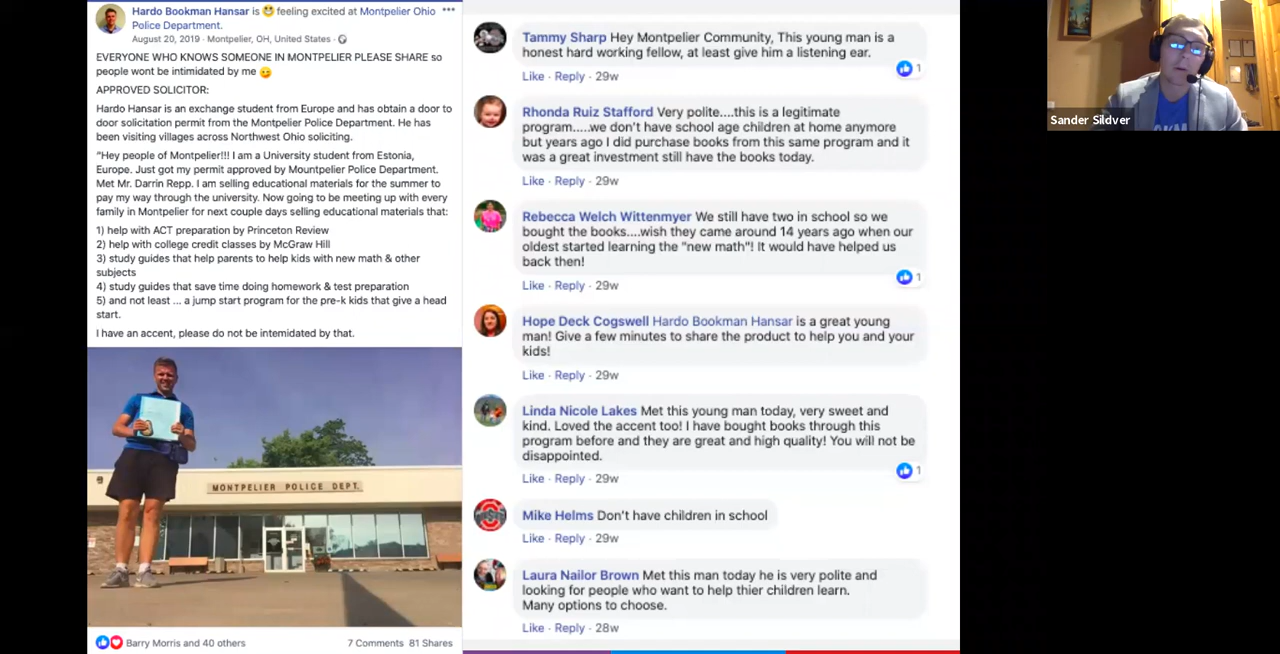 Hardo Bookman Hansar is 😀 feeling excited at Montpelier Ohio
Police Department.
August 20, 2019 · Montpelier, OH, United States ·
EVERYONE WHO KNOWS SOMEONE IN MONTPELIER PLEASE SHARE so
people wont be intimidated by me 😏
APPROVED SOLICITOR:
Hardo Hansar is an exchange student from Europe and has obtain a door to
door solicitation permit from the Montpelier Police Department. He has
been visiting villages across Northwest Ohio soliciting.
"Hey people of Montpelier!!! I am a University student from Estonia,
Europe. Just got my permit approved by Mountpelier Police Department.
Met Mr. Darrin Repp. I am selling educational materials for the summer to
pay my way through the university. Now going to be meeting up with every
family in Montpelier for next couple days selling educational materials that:
1) help with ACT preparation by Princeton Review
2) help with college credit classes by McGraw Hill
3) study guides that help parents to help kids with new math & other
subjects
4) study guides that save time doing homework & test preparation
5) and not least ... a jump start program for the pre-k kids that give a head
start.
I have an accent, please do not be intemidated by that.
MONTPELIER POLICE DEPT.
Barry Morris and 40 others
7 Comments 81 Shares
Tammy Sharp Hey Montpelier Community, This young man is a
honest hard working fellow, at least give him a listening ear.
1
Like · Reply · 29w
Rhonda Ruiz Stafford Very polite....this is a legitimate
program.....we don't have school age children at home anymore
but years ago I did purchase books from this same program and it
was a great investment still have the books today.
Like · Reply · 29w
Rebecca Welch Wittenmyer We still have two in school so we
bought the books....wish they came around 14 years ago when our
oldest started learning the "new math"! It would have helped us
back then!
1
Like · Reply · 29w
Hope Deck Cogswell Hardo Bookman Hansar is a great young
man! Give a few minutes to share the product to help you and your
kids!
Like · Reply · 29w
Linda Nicole Lakes Met this young man today, very sweet and
kind. Loved the accent too! I have bought books through this
program before and they are great and high quality! You will not be
disappointed.
1
Like · Reply · 29w
Mike Helms Don't have children in school
Like · Reply · 29w
Laura Nailor Brown Met this man today he is very polite and
looking for people who want to help thier children learn.
Many options to choose.
Like · Reply · 28w
Sander Sildver